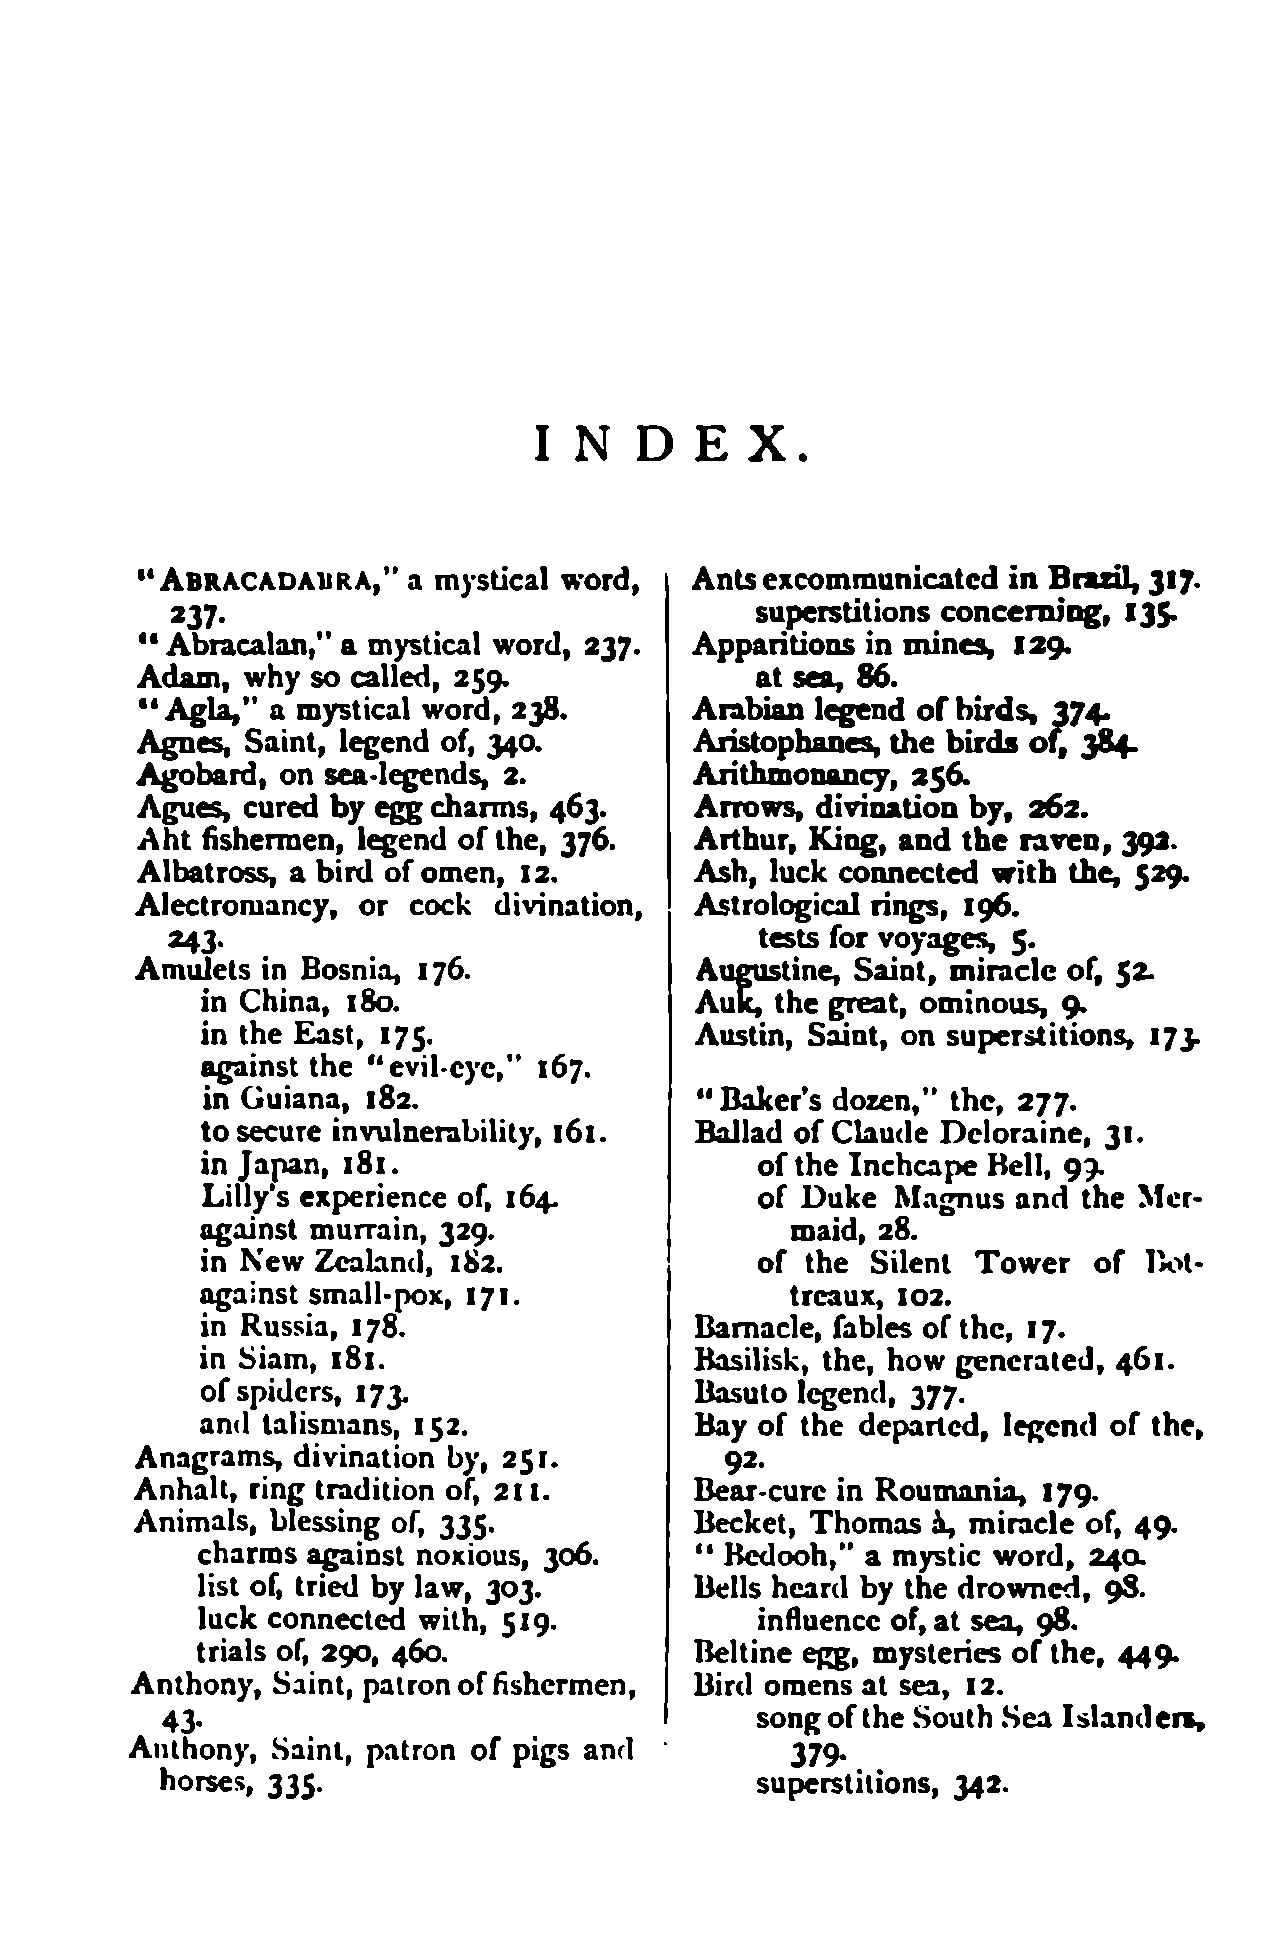 INDEX.
"ABRACADABRA," a mystical word,
237.
"Abracalan," a mystical word, 237.
Adam, why so called, 259.
"Agla," a mystical word, 238.
Agnes, Saint, legend of, 340.
Agobard, on sea-legends, 2.
Agues, cured by egg charms, 463.
Aht fishermen, legend of the, 376.
Albatross, a bird of omen, 12.
Alectromancy, or cock divination,
243.
Amulets in Bosnia, 176.
in China, 180.
in the East, 175.
against the "evil-eye," 167.
in Guiana, 182.
to secure invulnerability, 161.
in Japan, 181.
Lilly's experience of, 164.
against murrain, 329.
in New Zealand, 182.
against small-pox, 171.
in Russia, 178.
in Siam, 181.
of spiders, 173.
and talismans, 152.
Anagrams, divination by, 251.
Anhalt, ring tradition of, 211.
Animals, blessing of, 335.
charms against noxious, 306.
list of, tried by law, 303.
luck connected with, 519.
trials of, 290, 460.
Anthony, Saint, patron of fishermen,
43.
Anthony, Saint, patron of pigs and
horses, 335.
Ants excommunicated in Brazil, 317.
superstitions concerning, 135.
Apparitions in mines, 129.
at sea, 86.
Arabian legend of birds, 374.
Aristophanes, the birds of, 384.
Arithmonancy, 256.
Arrows, divination by, 262.
Arthur, King, and the raven, 392.
Ash, luck connected with the, 529.
Astrological rings, 196.
tests for voyages, 5.
Augustine, Saint, miracle of, 52.
Auk, the great, ominous, 9.
Austin, Saint, on superstitions, 173.
"Baker's dozen," the, 277.
Ballad of Claude Deloraine, 31.
of the Inchcape Bell, 99.
of Duke Magnus and the Mer-
maid, 28.
of the Silent Tower of Bot-
treaux, 102.
Barnacle, fables of the, 17.
Basilisk, the, how generated, 461.
Basuto legend, 377.
Bay of the departed, legend of the,
92.
Bear-cure in Roumania, 179.
Becket, Thomas à, miracle of, 49.
"Bedooh," a mystic word, 240.
Bells heard by the drowned, 98.
influence of, at sea, 98.
Beltine egg, mysteries of the, 449.
Bird omens at sea, 12.
song of the South Sea Islanders,
379.
superstitions, 342.